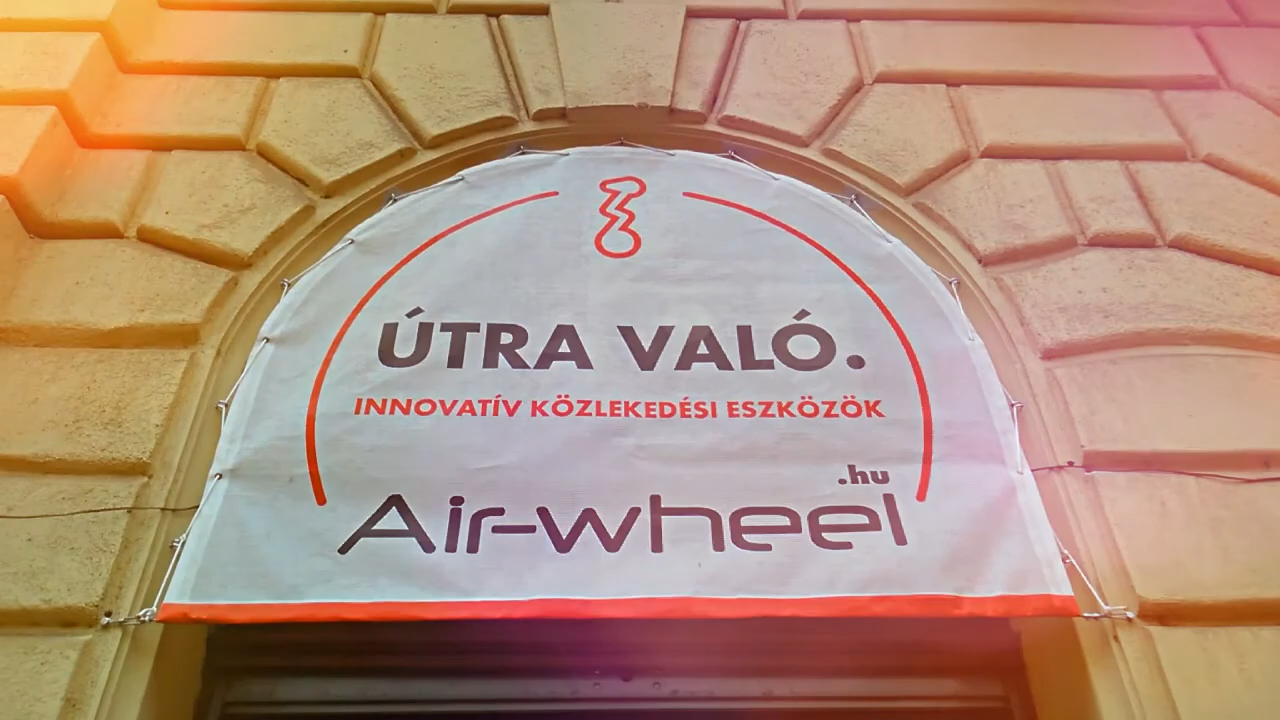 ÚTRA VALÓ.
INNOVATÍV KÖZLEKEDÉSI ESZKÖZÖK
.hu
Air-wheel